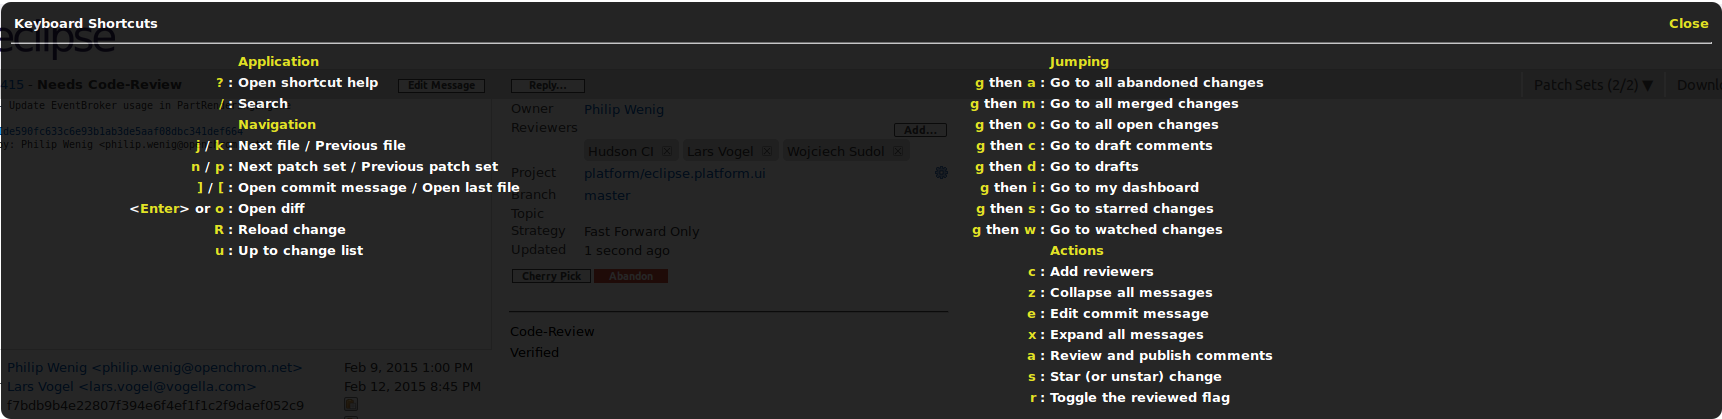 Keyboard Shortcuts
Close
eclipse
Application
? : Open shortcut help
/ : Search
Navigation
j / k : Next file / Previous file
n / p : Next patch set / Previous patch set
] / [ : Open commit message / Open last file
<Enter> or o : Open diff
R : Reload change
u : Up to change list
Jumping
g then a : Go to all abandoned changes
g then m : Go to all merged changes
g then o : Go to all open changes
g then c : Go to draft comments
g then d : Go to drafts
g then i : Go to my dashboard
g then s : Go to starred changes
g then w : Go to watched changes
Actions
c : Add reviewers
z : Collapse all messages
e : Edit commit message
x : Expand all messages
a : Review and publish comments
s : Star (or unstar) change
r : Toggle the reviewed flag
415 - Needs Code-Review
Edit Message
Reply...
Patch Sets (2/2) ▼
Update EventBroker usage in
Philip Wenig
Owner Philip Wenig
Reviewers
Add...
Hudson CI Lars Vogel Wojciech Sudol
Project platform/eclipse.platform.ui
Branch master
Topic
Strategy Fast Forward Only
Updated 1 second ago
Cherry Pick Abandon
Code-Review
Verified
Philip Wenig <philip.wenig@openchrom.net> Feb 9, 2015 1:00 PM
Lars Vogel <lars.vogel@vogella.com> Feb 12, 2015 8:45 PM
f7bdb9b4e22807f394e6f4ef1f1c2f9daef052c9